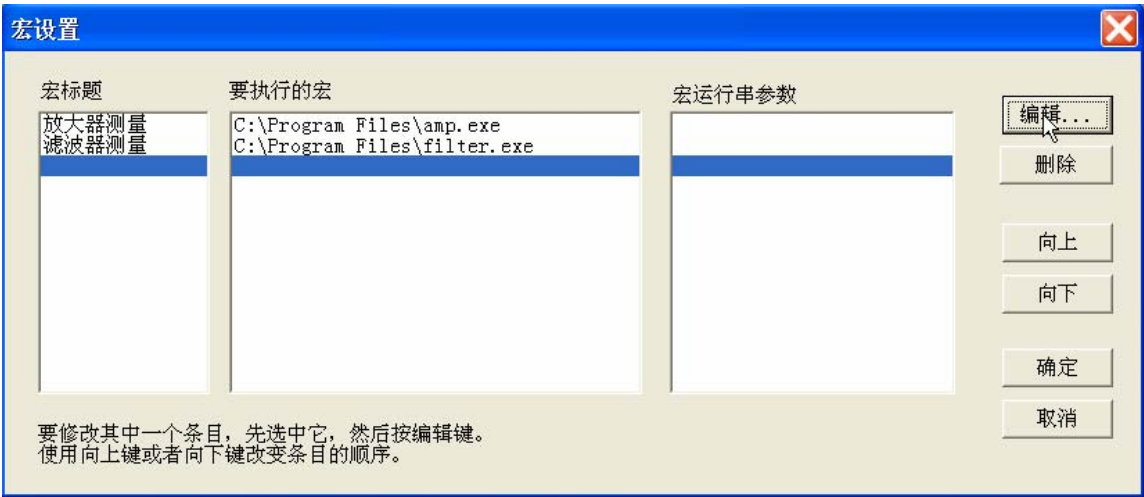 宏设置
宏标题
要执行的宏
宏运行串参数
放大器测量
C:\Program Files\amp.exe
滤波器测量
C:\Program Files\filter.exe
编辑...
删除
向上
向下
确定
取消
要修改其中一个条目，先选中它，然后按编辑键。
使用向上键或者向下键改变条目的顺序。